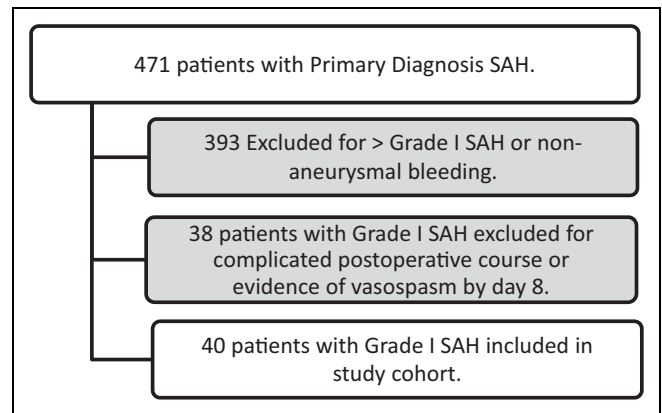 471 patients with Primary Diagnosis SAH.
393 Excluded for > Grade I SAH or non-
aneurysmal bleeding.
38 patients with Grade I SAH excluded for
complicated postoperative course or
evidence of vasospasm by day 8.
40 patients with Grade I SAH included in
study cohort.